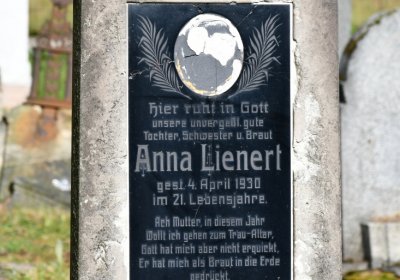 Hier ruht in Gott
unsere unvergeßl. gute
Tochter, Schwester u. Braut
Anna Lienert
gest. 4. April 1930
im 21. Lebensjahre.
Ach Mutter, in diesem Jahr
Wollt ich gehen zum Trau-Altar,
Gott hat mich aber nicht erquickt,
Er hat mich als Braut in die Erde
gedrückt.